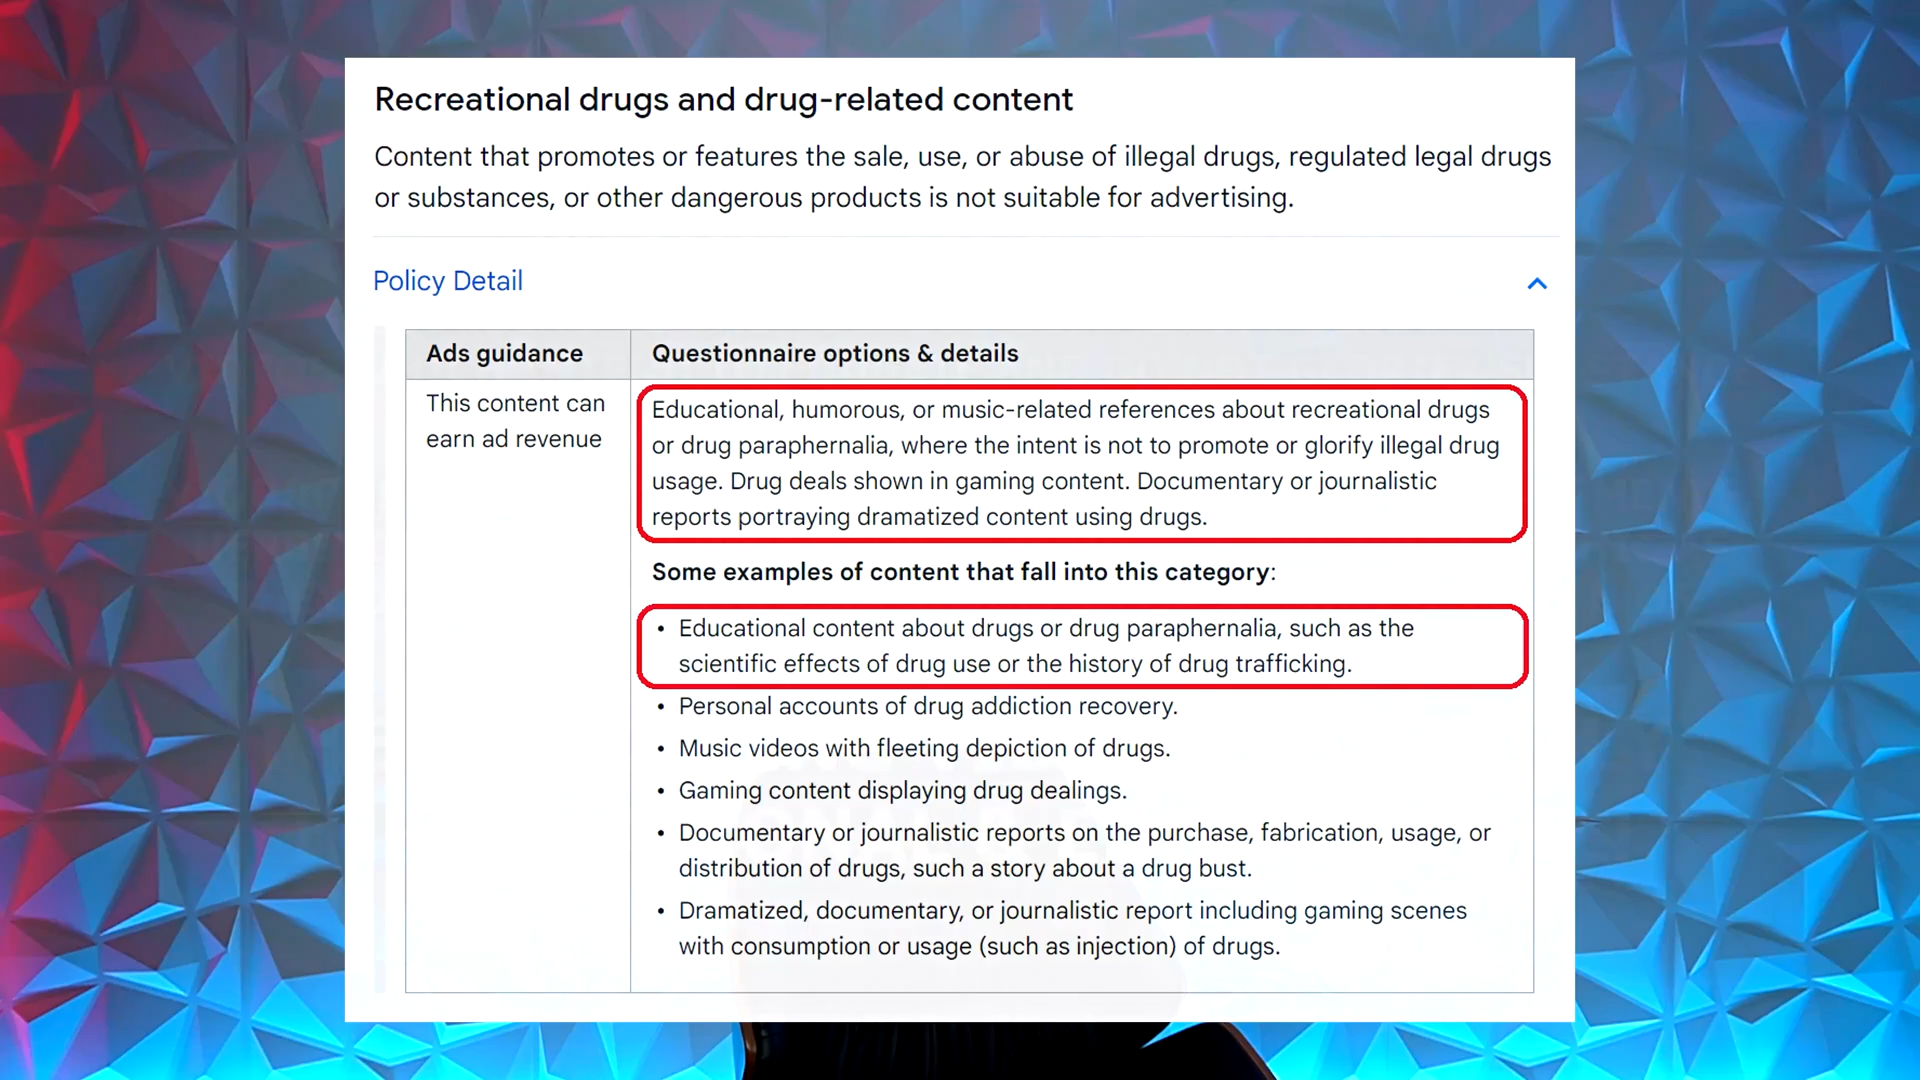 Recreational drugs and drug-related content
Content that promotes or features the sale, use, or abuse of illegal drugs, regulated legal drugs
or substances, or other dangerous products is not suitable for advertising.
Policy Detail
Ads guidance
Questionnaire options & details
This content can
earn ad revenue
Educational, humorous, or music-related references about recreational drugs
or drug paraphernalia, where the intent is not to promote or glorify illegal drug
usage. Drug deals shown in gaming content. Documentary or journalistic
reports portraying dramatized content using drugs.
Some examples of content that fall into this category:
• Educational content about drugs or drug paraphernalia, such as the
scientific effects of drug use or the history of drug trafficking.
• Personal accounts of drug addiction recovery.
• Music videos with fleeting depiction of drugs.
• Gaming content displaying drug dealings.
• Documentary or journalistic reports on the purchase, fabrication, usage, or
distribution of drugs, such a story about a drug bust.
• Dramatized, documentary, or journalistic report including gaming scenes
with consumption or usage (such as injection) of drugs.